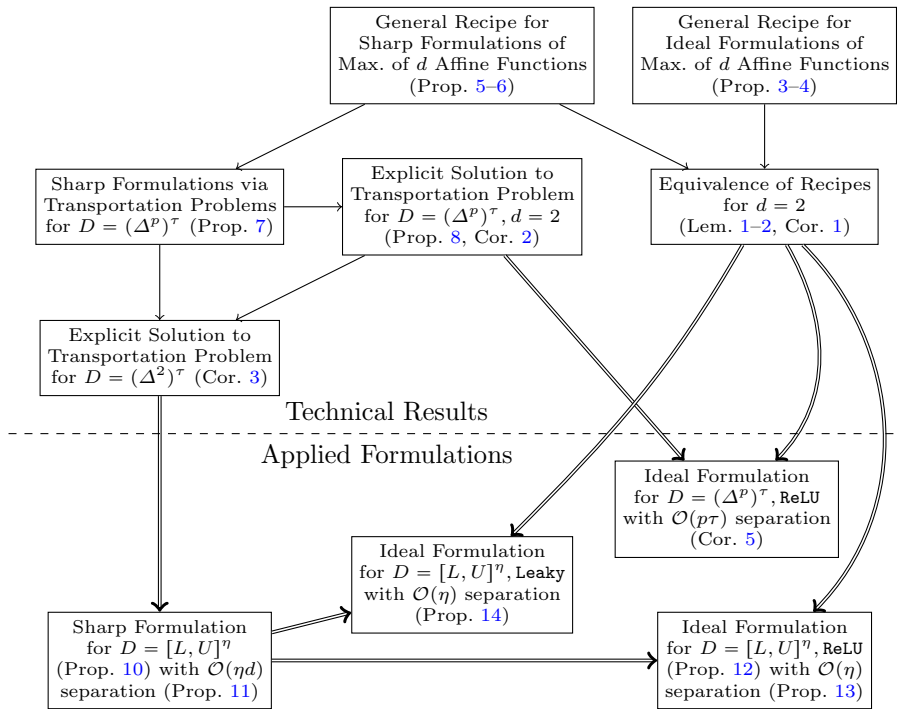 General Recipe for
Sharp Formulations of
Max. of d Affine Functions
(Prop. 5–6)
General Recipe for
Ideal Formulations of
Max. of d Affine Functions
(Prop. 3–4)
Sharp Formulations via
Transportation Problems
for D = (Δ^p)^τ (Prop. 7)
Explicit Solution to
Transportation Problem
for D = (Δ^p)^τ, d = 2
(Prop. 8, Cor. 2)
Equivalence of Recipes
for d = 2
(Lem. 1–2, Cor. 1)
Explicit Solution to
Transportation Problem
for D = (Δ^2)^τ (Cor. 3)
Technical Results
Applied Formulations
Ideal Formulation
for D = (Δ^p)^τ, ReLU
with O(pτ) separation
(Cor. 5)
Ideal Formulation
for D = [L, U]^η, Leaky
with O(η) separation
(Prop. 14)
Sharp Formulation
for D = [L, U]^η
(Prop. 10) with O(ηd)
separation (Prop. 11)
Ideal Formulation
for D = [L, U]^η, ReLU
(Prop. 12) with O(η)
separation (Prop. 13)